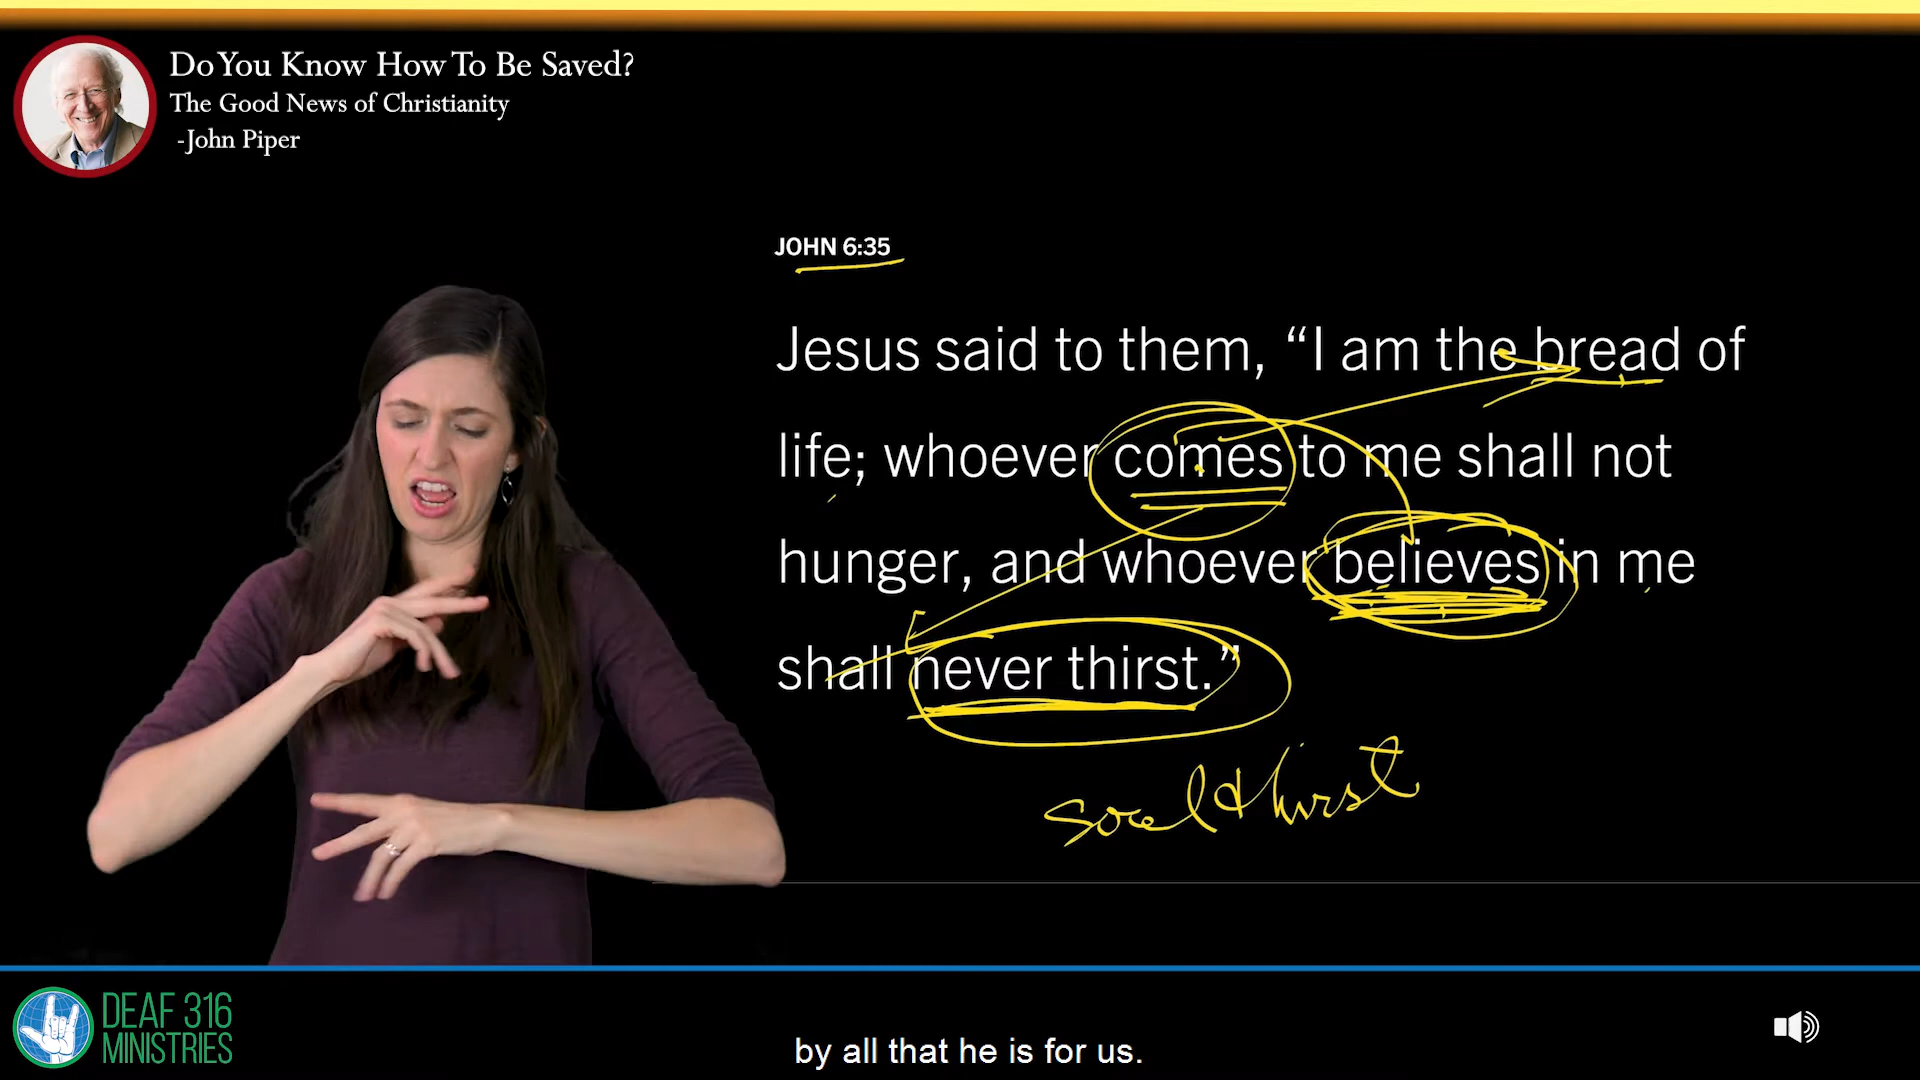 Do You Know How To Be Saved?
The Good News of Christianity
-John Piper
JOHN 6:35
Jesus said to them, “I am the bread of
life; whoever comes to me shall not
hunger, and whoever believes in me
shall never thirst.”
soul thirst
DEAF 316
MINISTRIES
by all that he is for us.